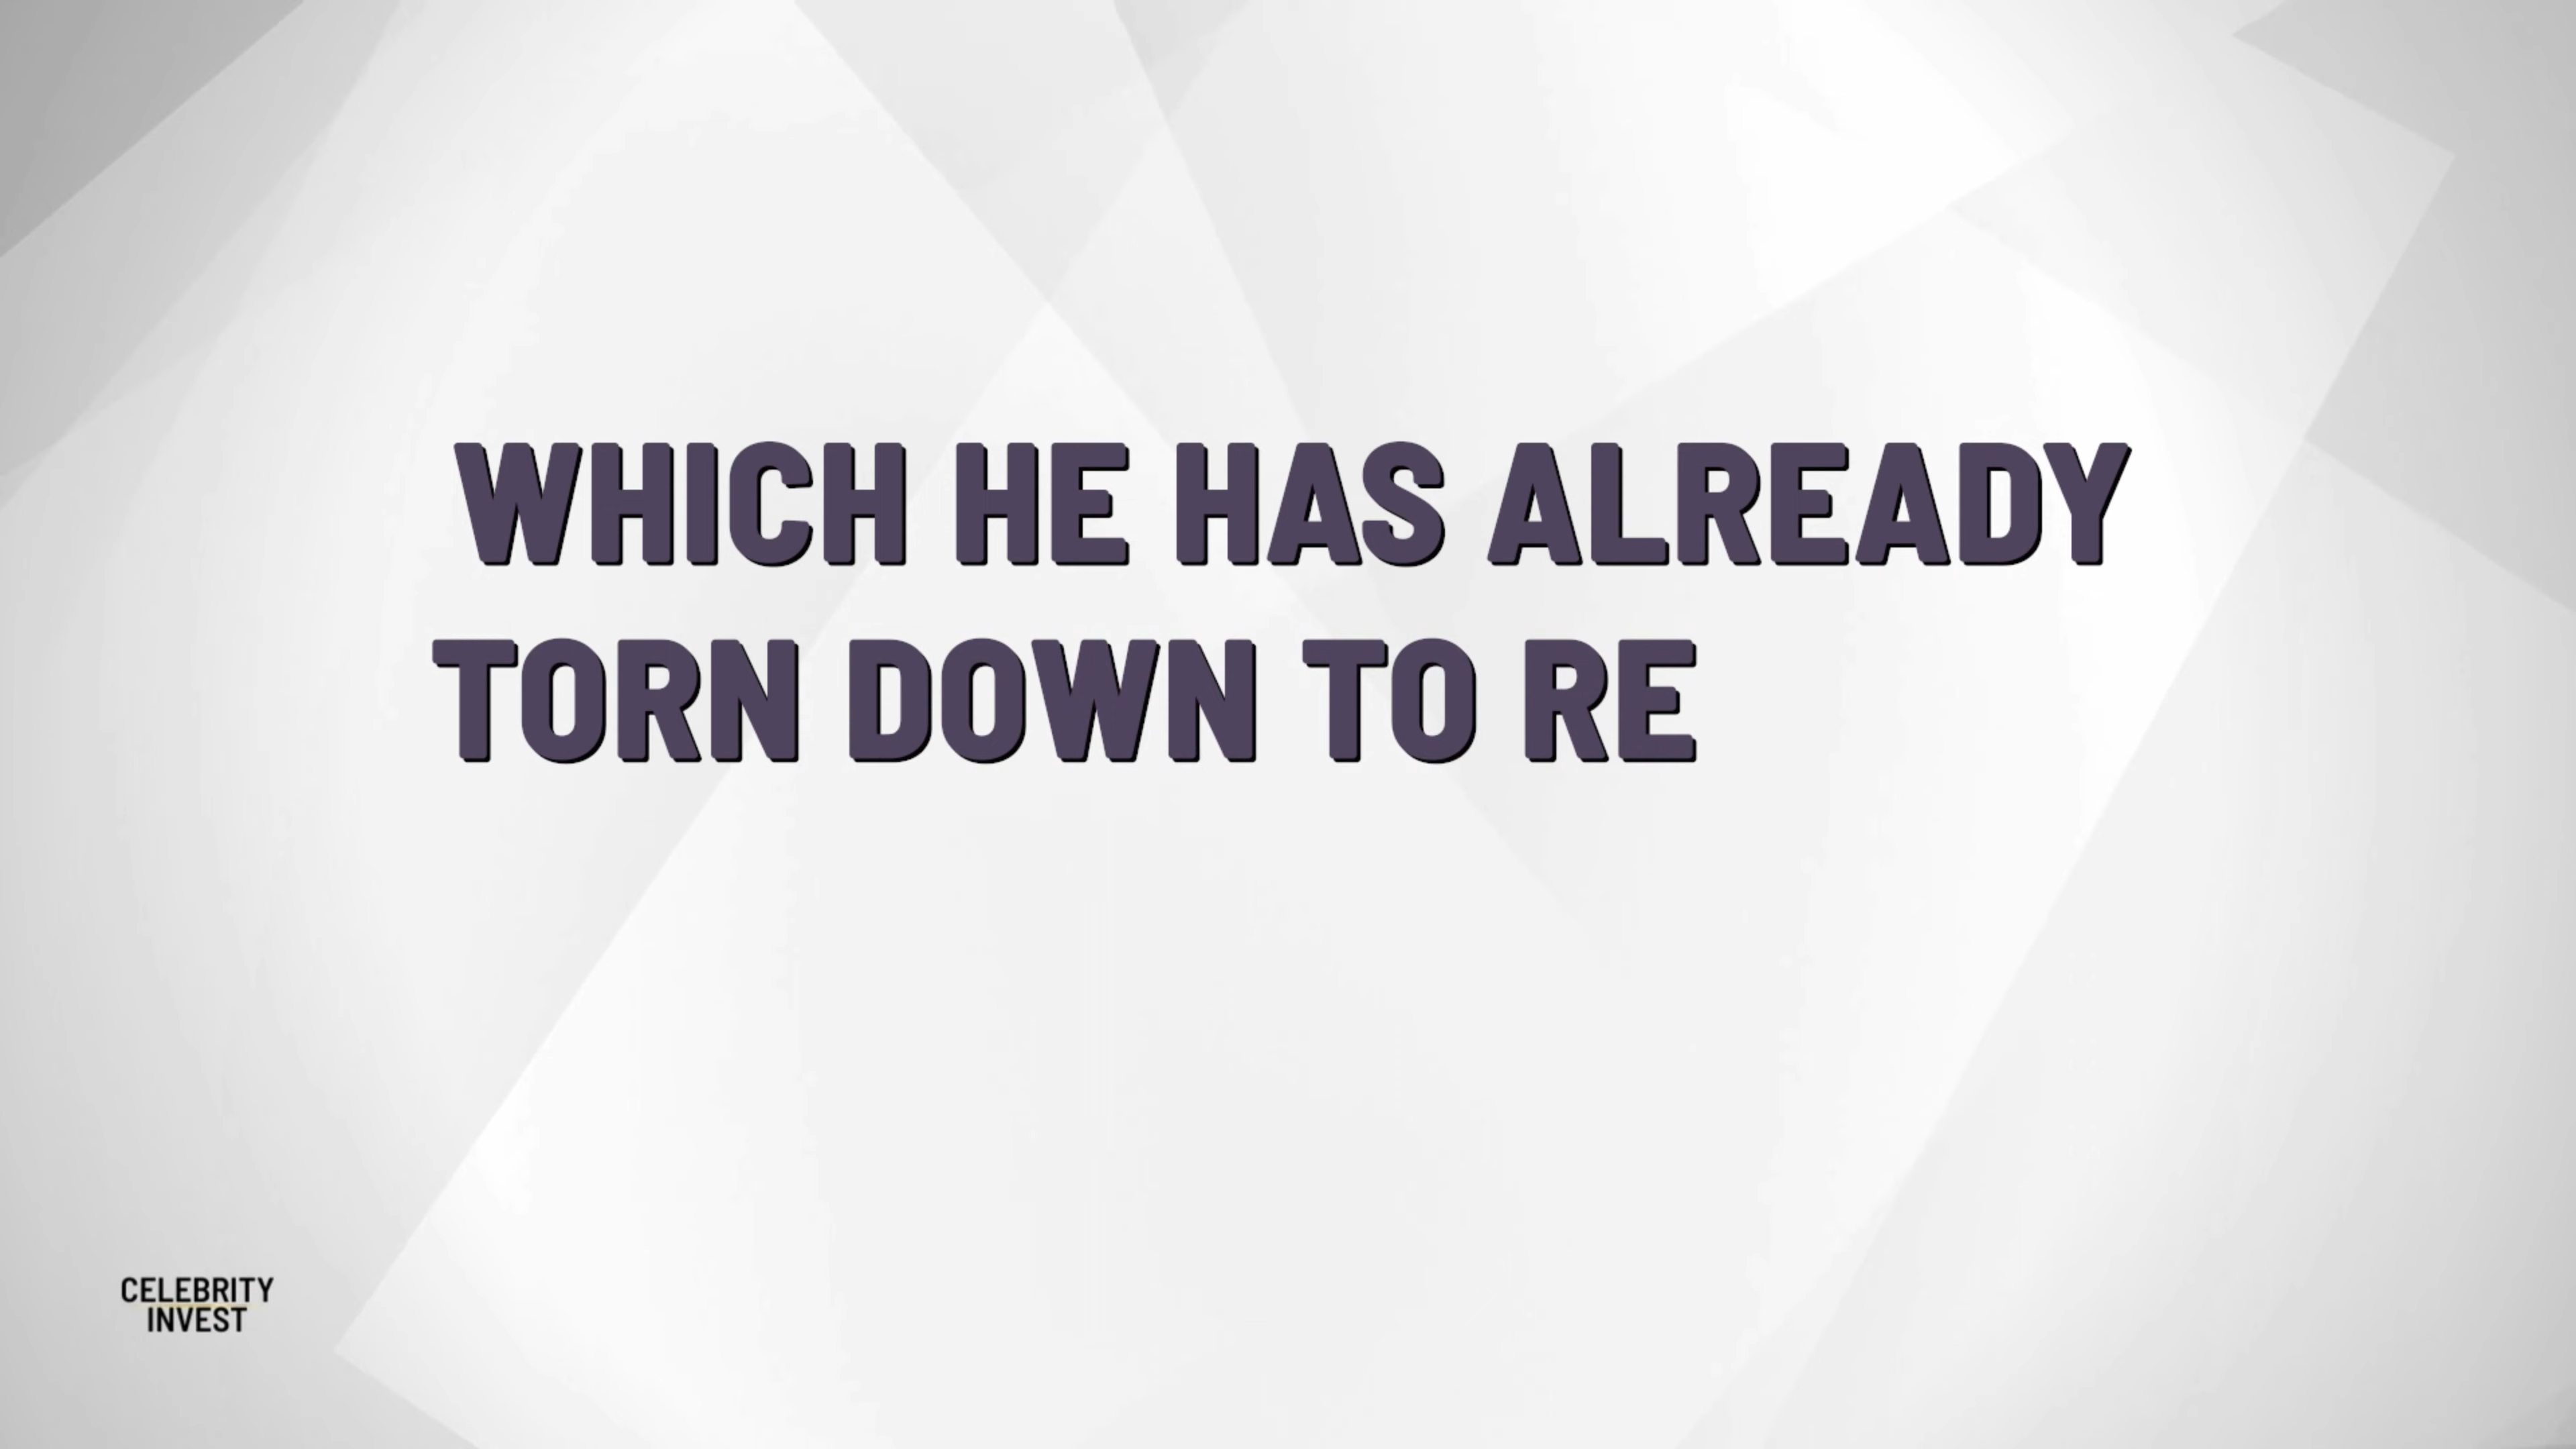 WHICH HE HAS ALREADY
TORN DOWN TO RE
CELEBRITY
INVEST